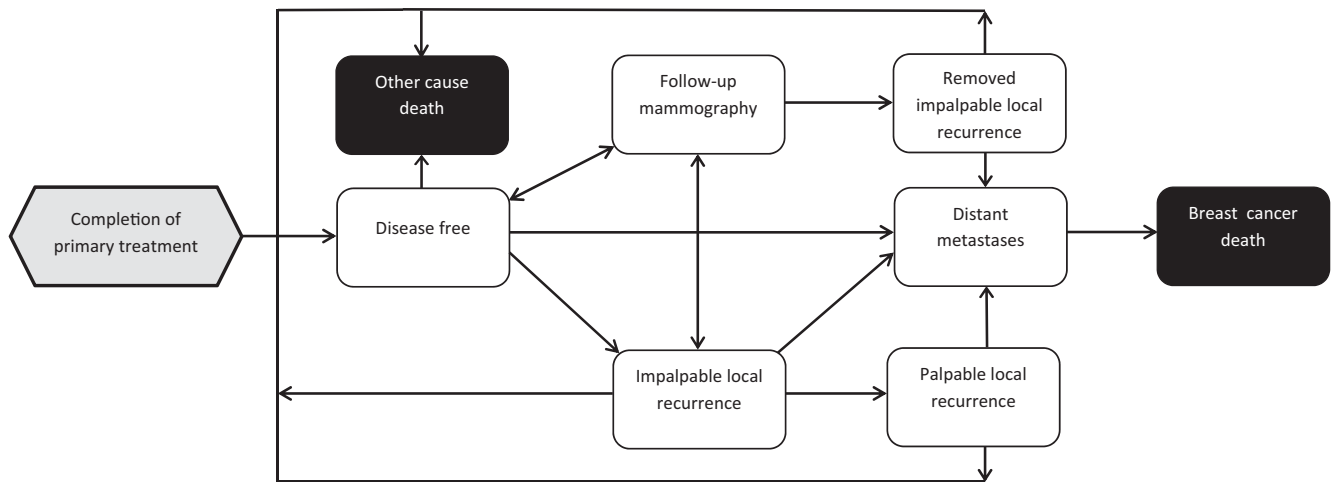 Other cause
death
Follow-up
mammography
Removed
impalpable local
recurrence
Completion of
primary treatment
Disease free
Distant
metastases
Breast cancer
death
Impalpable local
recurrence
Palpable local
recurrence